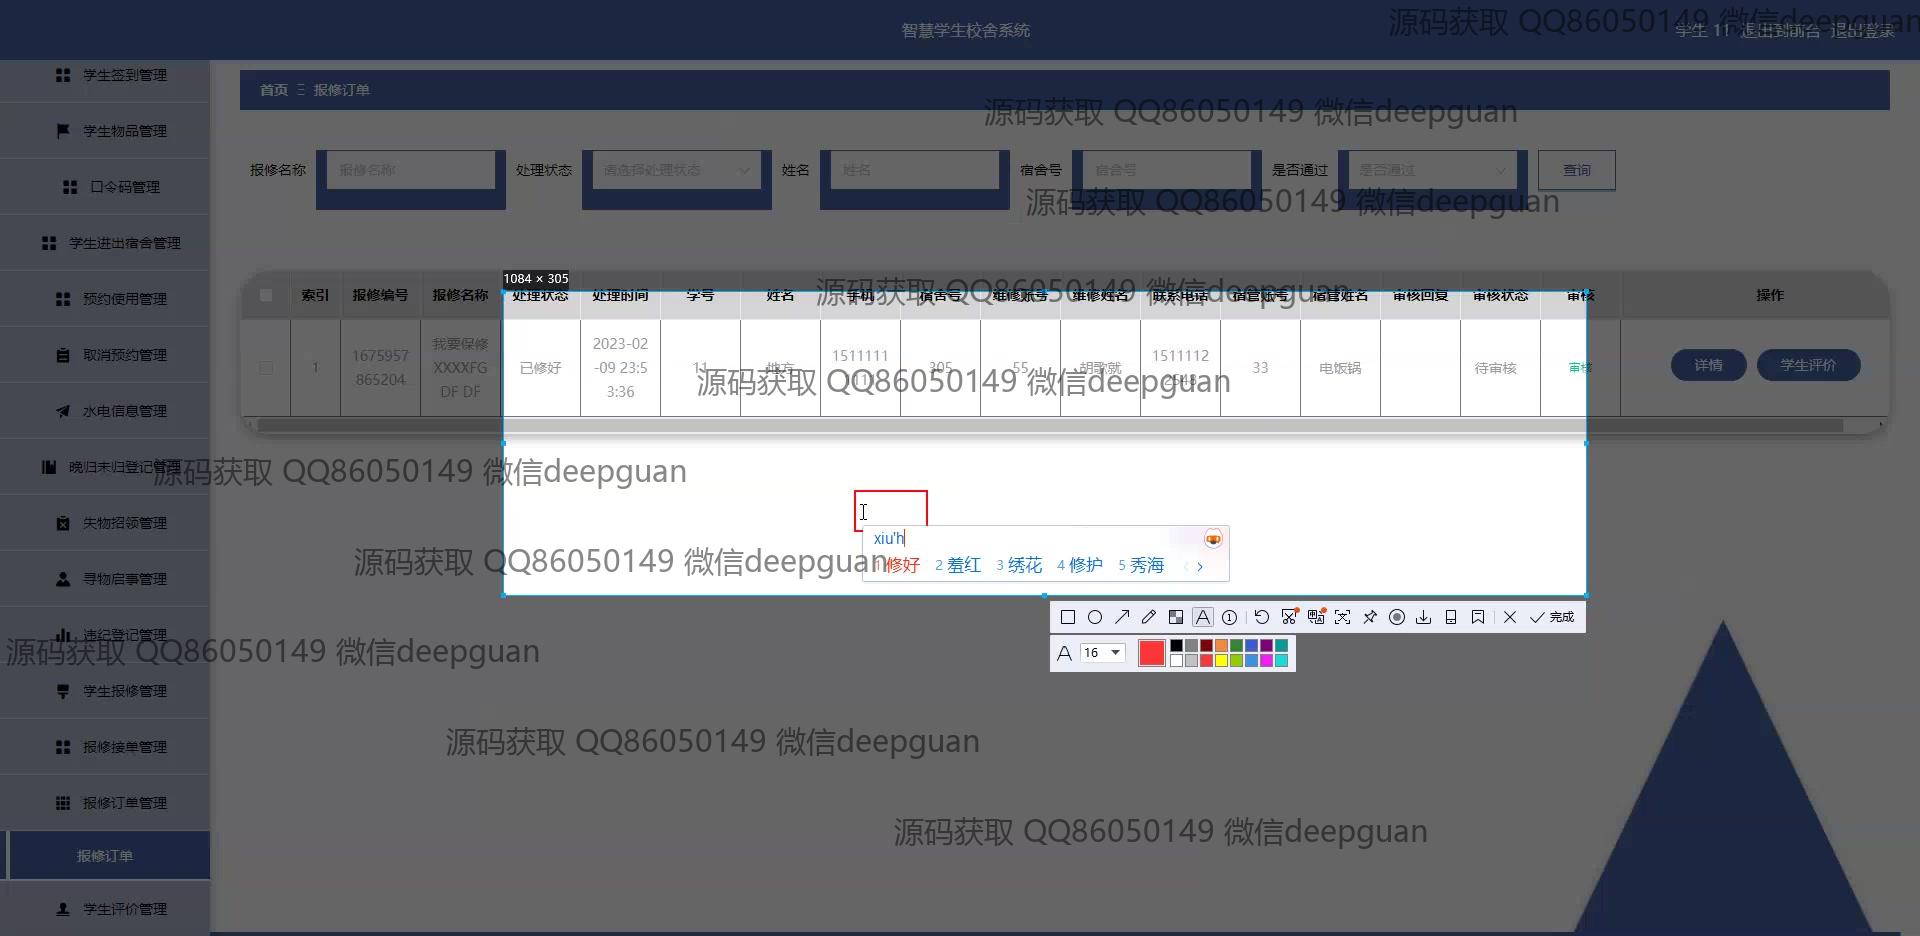 智慧学生校舍系统
学生 11 退出到前台 退出登录
源码获取 QQ86050149 微信deepguan
学生签到管理
学生物品管理
口令码管理
学生进出宿舍管理
预约使用管理
取消预约管理
水电信息管理
晚归未归登记管理
失物招领管理
寻物启事管理
违纪登记管理
学生报修管理
报修接单管理
报修订单管理
报修订单
学生评价管理
首页 Ξ 报修订单
源码获取 QQ86050149 微信deepguan
报修名称 报修名称 处理状态 请选择处理状态 姓名 姓名 宿舍号 宿舍号 是否通过 是否通过 查询
源码获取 QQ86050149 微信deepguan
1084 × 305
索引 报修编号 报修名称 处理状态 处理时间 学号 姓名 手机 宿舍号 维修账号 维修姓名 联系电话 宿管账号 宿管姓名 审核回复 审核状态 审核 操作
源码获取 QQ86050149 微信deepguan
1 1675957865204 我要保修XXXXFGDF DF 已修好 2023-02-09 23:53:36 11 地方 151111111111 305 55 胡歌就 15111122548 33 电饭锅 待审核 审核 详情 学生评价
源码获取 QQ86050149 微信deepguan
源码获取 QQ86050149 微信deepguan
xiu'h
1 修好 2 羞红 3 绣花 4 修护 5 秀海
源码获取 QQ86050149 微信deepguan
完成
A 16
源码获取 QQ86050149 微信deepguan
源码获取 QQ86050149 微信deepguan
源码获取 QQ86050149 微信deepguan